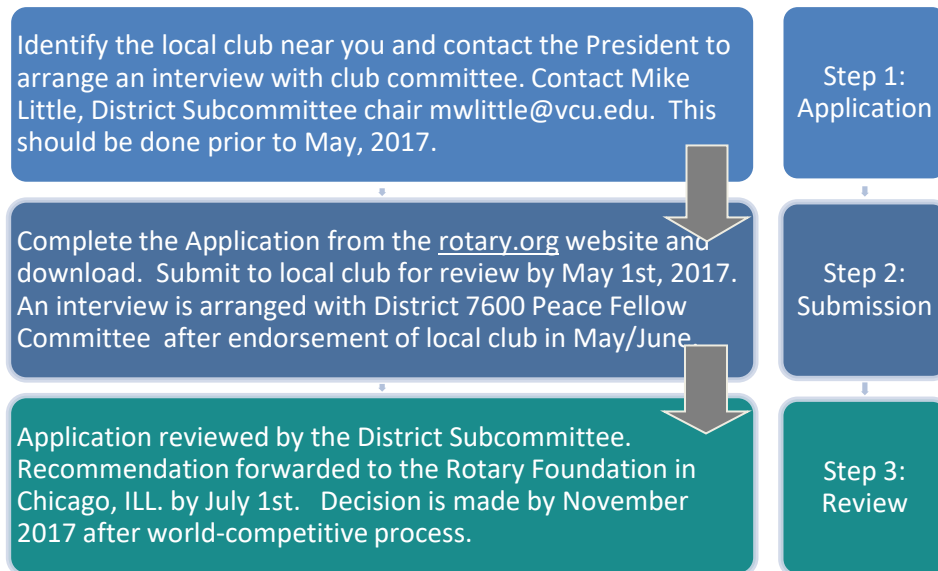 Identify the local club near you and contact the President to
arrange an interview with club committee. Contact Mike
Little, District Subcommittee chair mwlittle@vcu.edu.  This
should be done prior to May, 2017.
Step 1:
Application
Complete the Application from the rotary.org website and
download.  Submit to local club for review by May 1st, 2017.
An interview is arranged with District 7600 Peace Fellow
Committee  after endorsement of local club in May/June.
Step 2:
Submission
Application reviewed by the District Subcommittee.
Recommendation forwarded to the Rotary Foundation in
Chicago, ILL. by July 1st.   Decision is made by November
2017 after world-competitive process.
Step 3:
Review